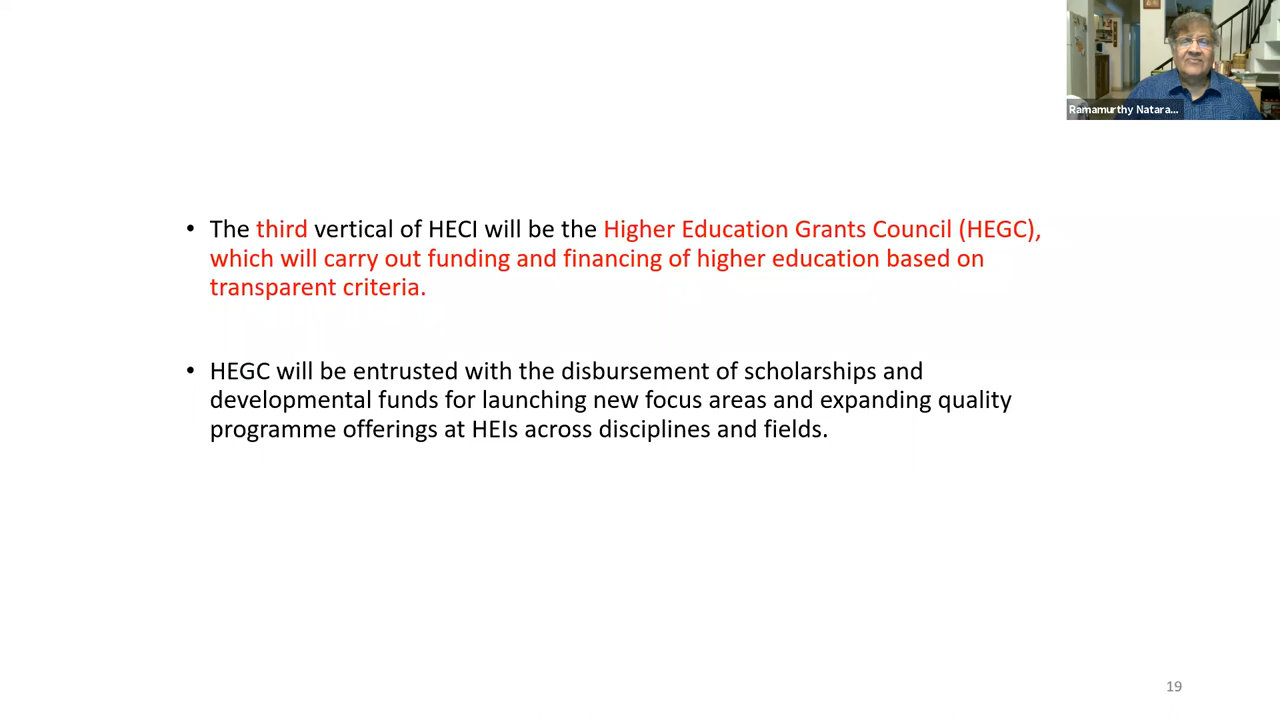 Ramamurthy Natara...
• The third vertical of HECI will be the Higher Education Grants Council (HEGC),
which will carry out funding and financing of higher education based on
transparent criteria.
• HEGC will be entrusted with the disbursement of scholarships and
developmental funds for launching new focus areas and expanding quality
programme offerings at HEIs across disciplines and fields.
19